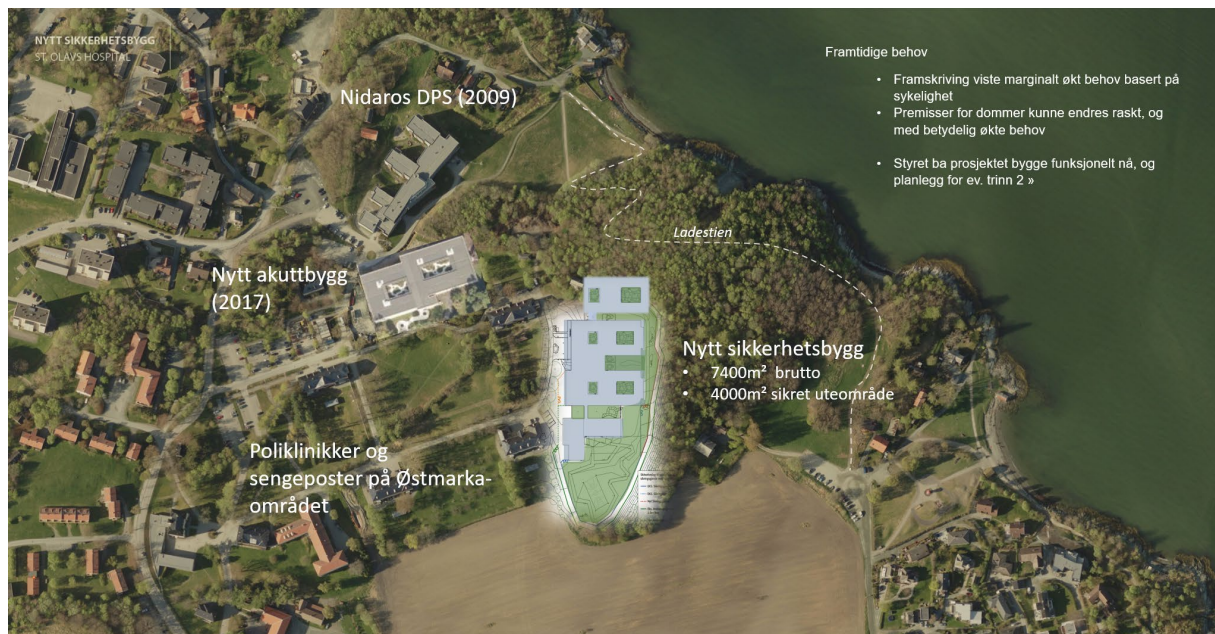 NYTT SIKKERHETSBYGG
ST. OLAVS HOSPITAL
Framtidige behov
• Framskriving viste marginalt økt behov basert på
sykelighet
• Premisser for dommer kunne endres raskt, og
med betydelig økte behov
• Styret ba prosjektet bygge funksjonelt nå, og
planlegg for ev. trinn 2 »
Nidaros DPS (2009)
Ladestien
Nytt akuttbygg
(2017)
Nytt sikkerhetsbygg
• 7400m² brutto
• 4000m² sikret uteområde
Poliklinikker og
sengeposter på Østmarka-
området